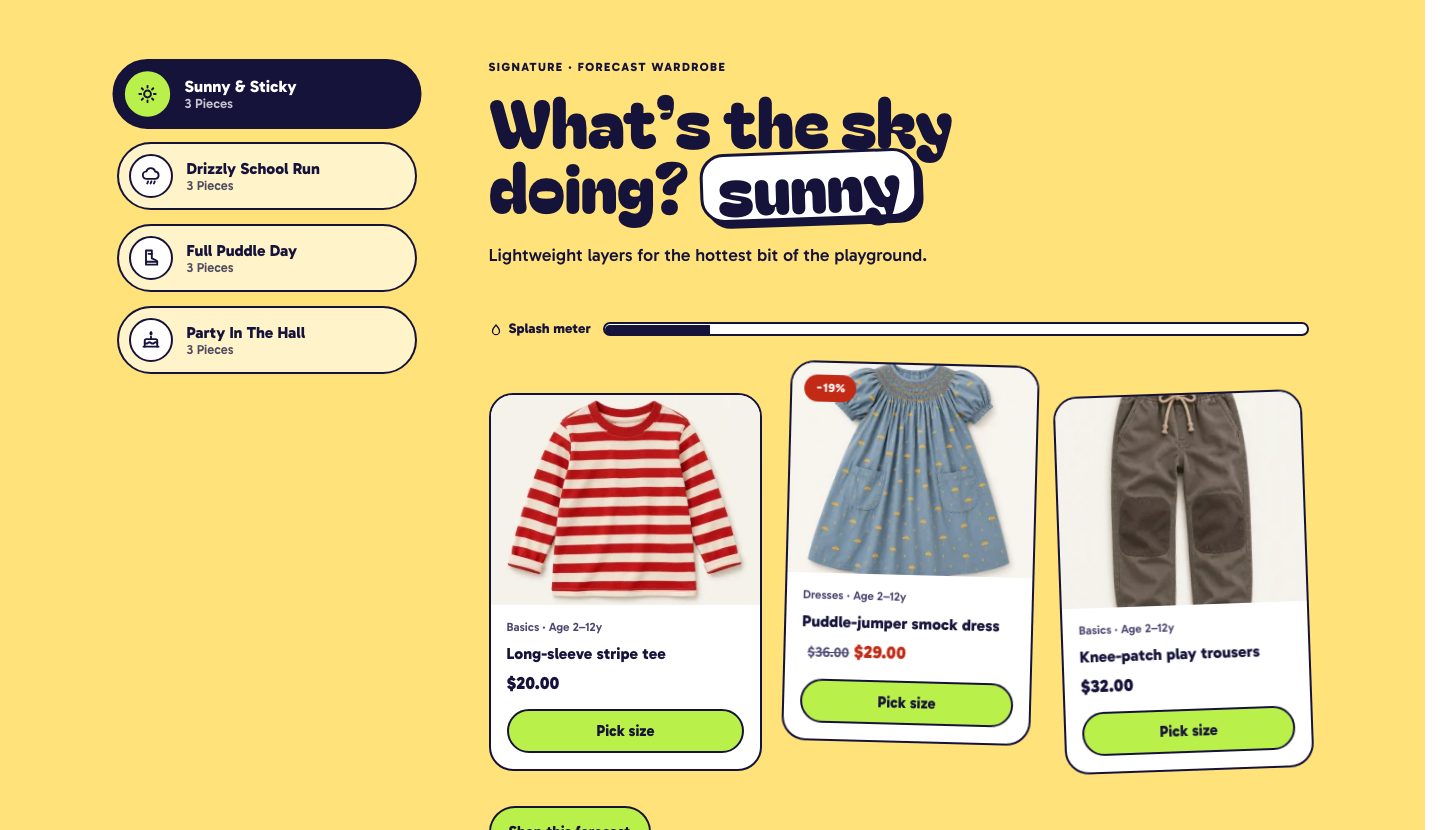 Sunny & Sticky
3 Pieces
Drizzly School Run
3 Pieces
Full Puddle Day
3 Pieces
Party In The Hall
3 Pieces
SIGNATURE · FORECAST WARDROBE
What's the sky
doing? sunny
Lightweight layers for the hottest bit of the playground.
Splash meter
Basics · Age 2–12y
Long-sleeve stripe tee
$20.00
Pick size
-19%
Dresses · Age 2–12y
Puddle-jumper smock dress
$36.00 $29.00
Pick size
Basics · Age 2–12y
Knee-patch play trousers
$32.00
Pick size
Shop this forecast